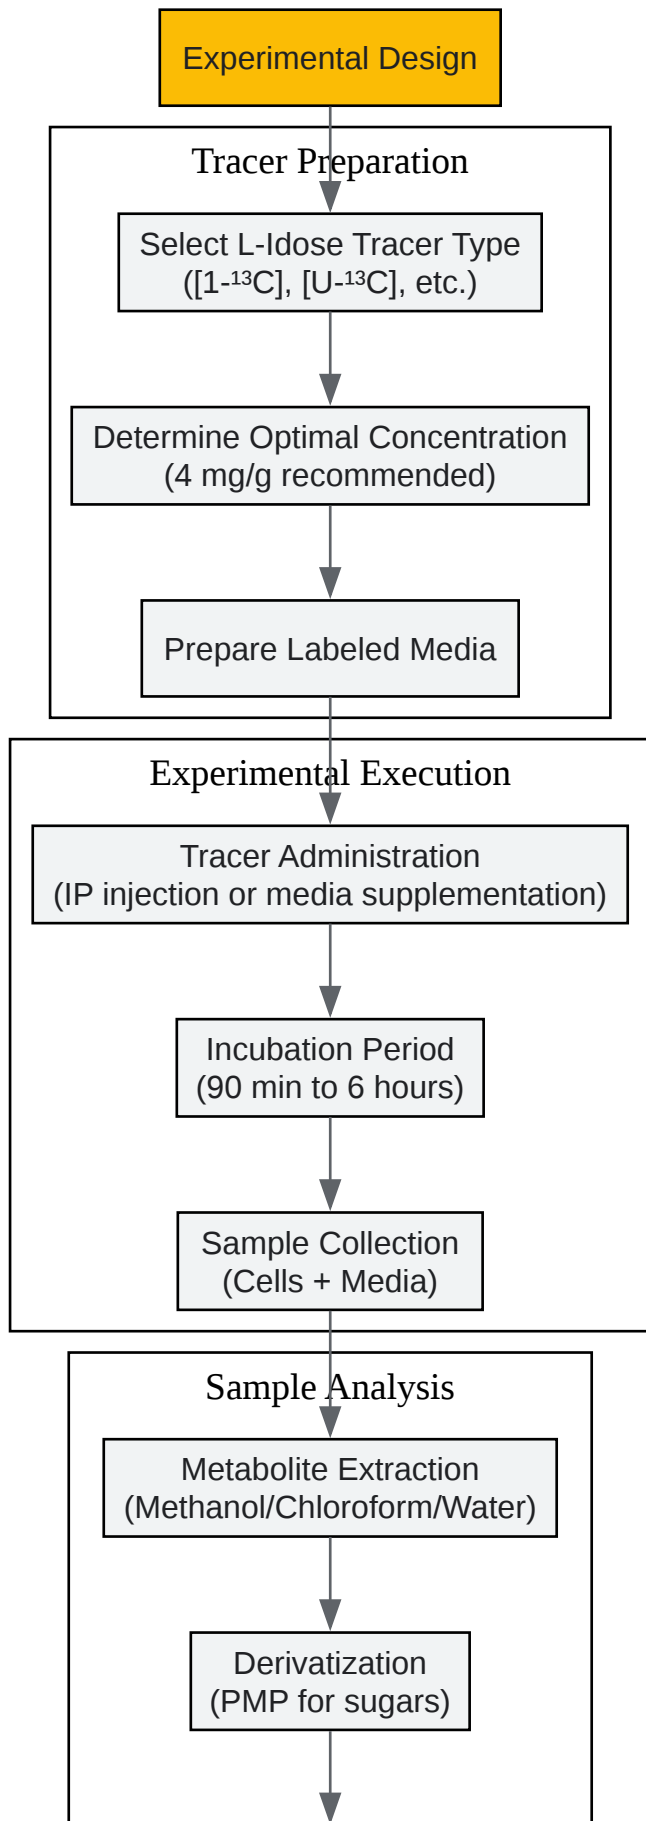 Experimental Design
Tracer Preparation
Select L-Idose Tracer Type
([1-¹³C], [U-¹³C], etc.)
Determine Optimal Concentration
(4 mg/g recommended)
Prepare Labeled Media
Experimental Execution
Tracer Administration
(IP injection or media supplementation)
Incubation Period
(90 min to 6 hours)
Sample Collection
(Cells + Media)
Sample Analysis
Metabolite Extraction
(Methanol/Chloroform/Water)
Derivatization
(PMP for sugars)